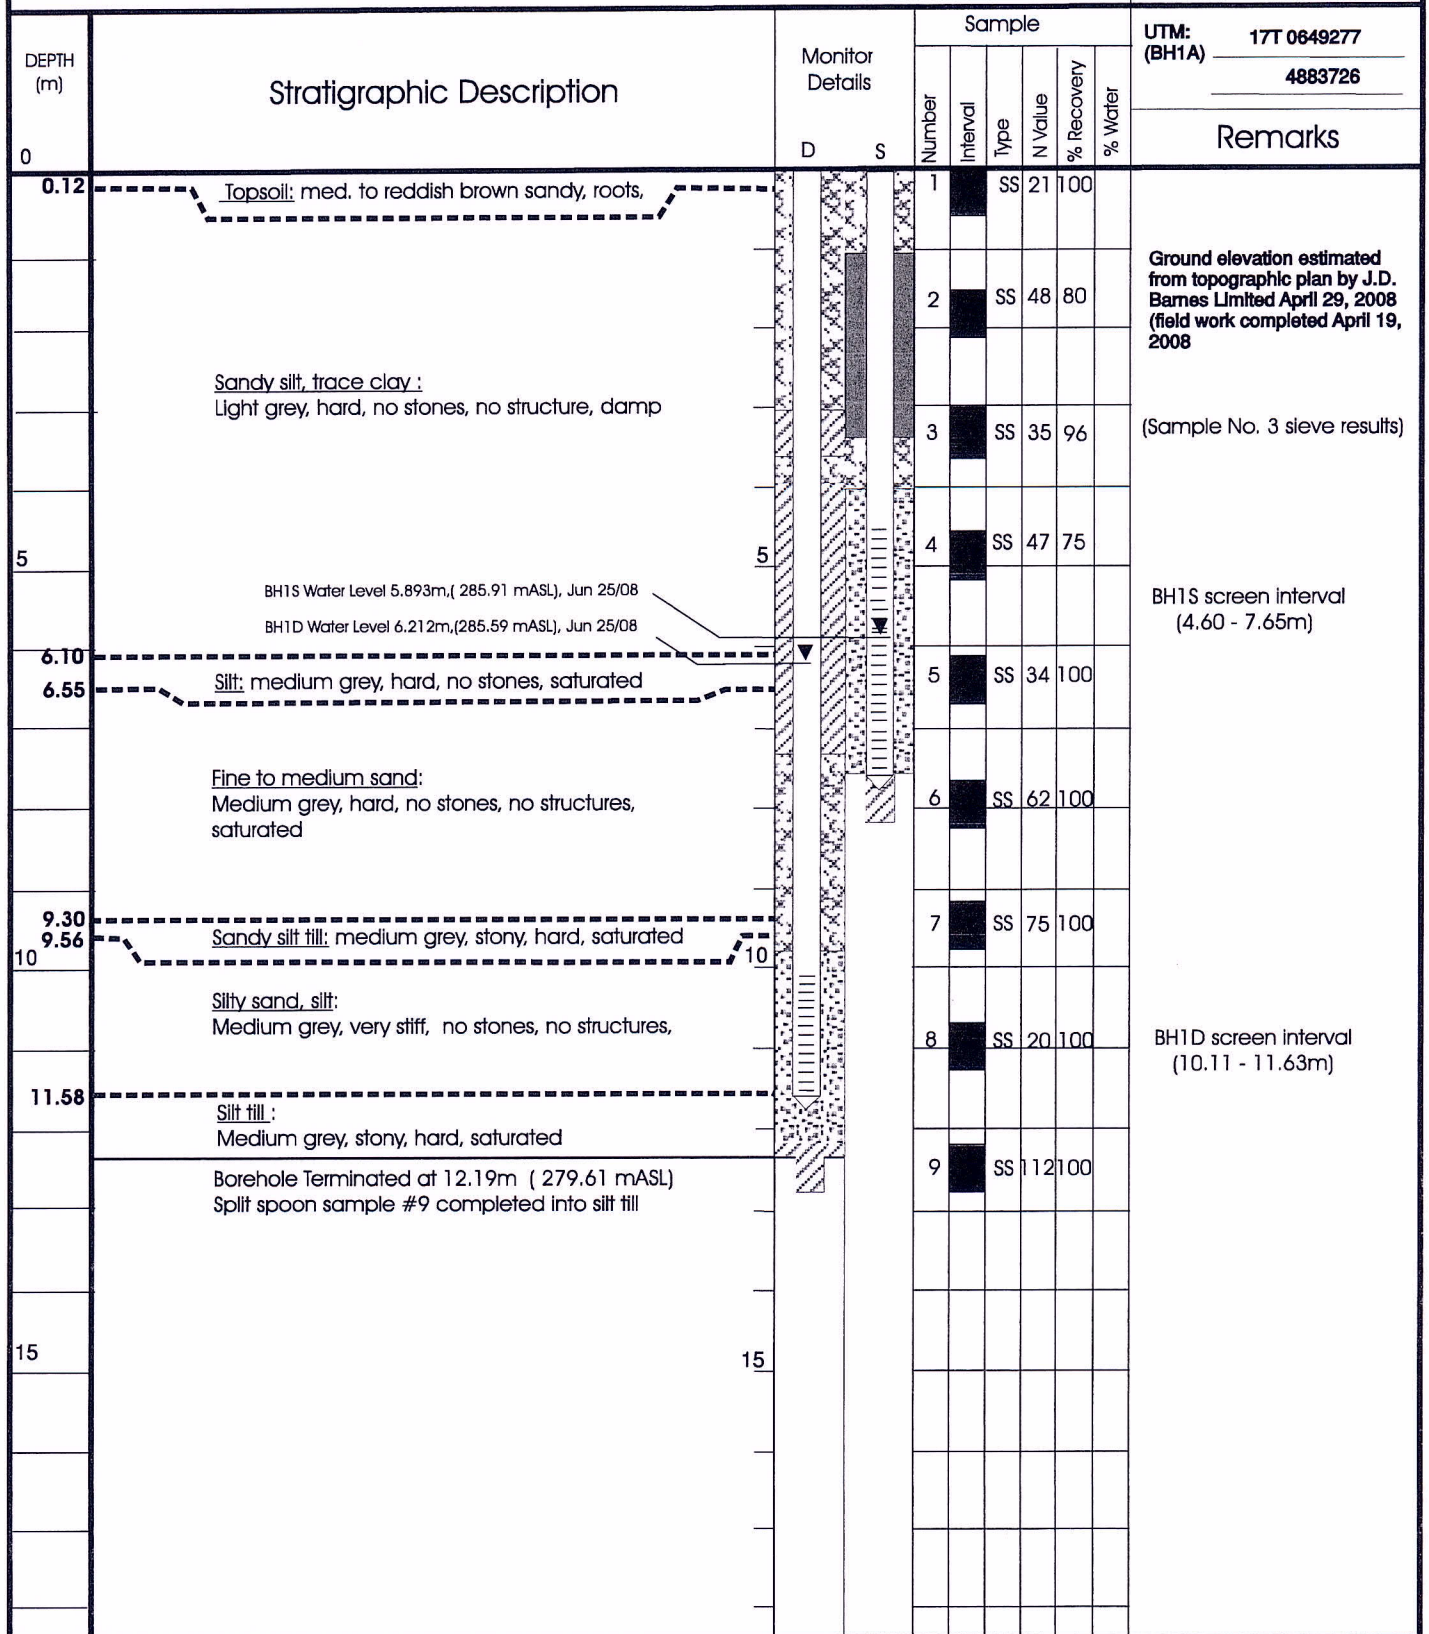 DEPTH
(m)
0
Stratigraphic Description
Monitor
Details
D S
Sample
Number
Interval
Type
N Value
% Recovery
% Water
UTM: 17T 0649277
(BH1A)
4883726
Remarks
0.12
Topsoil: med. to reddish brown sandy, roots,
1 SS 21 100
Ground elevation estimated
from topographic plan by J.D.
Barnes Limited April 29, 2008
(field work completed April 19,
2008
2 SS 48 80
Sandy silt, trace clay :
Light grey, hard, no stones, no structure, damp
3 SS 35 96
(Sample No. 3 sieve results)
4 SS 47 75
5
5
BH1S Water Level 5.893m,( 285.91 mASL), Jun 25/08
BH1D Water Level 6.212m,(285.59 mASL), Jun 25/08
BH1S screen interval
(4.60 - 7.65m)
6.10
6.55
Silt: medium grey, hard, no stones, saturated
5 SS 34 100
Fine to medium sand:
Medium grey, hard, no stones, no structures,
saturated
6 SS 62 100
9.30
9.56
Sandy silt till: medium grey, stony, hard, saturated
7 SS 75 100
10
10
Silty sand, silt:
Medium grey, very stiff, no stones, no structures,
8 SS 20 100
BH1D screen interval
(10.11 - 11.63m)
11.58
Silt till :
Medium grey, stony, hard, saturated
9 SS 112 100
Borehole Terminated at 12.19m ( 279.61 mASL)
Split spoon sample #9 completed into silt till
15
15